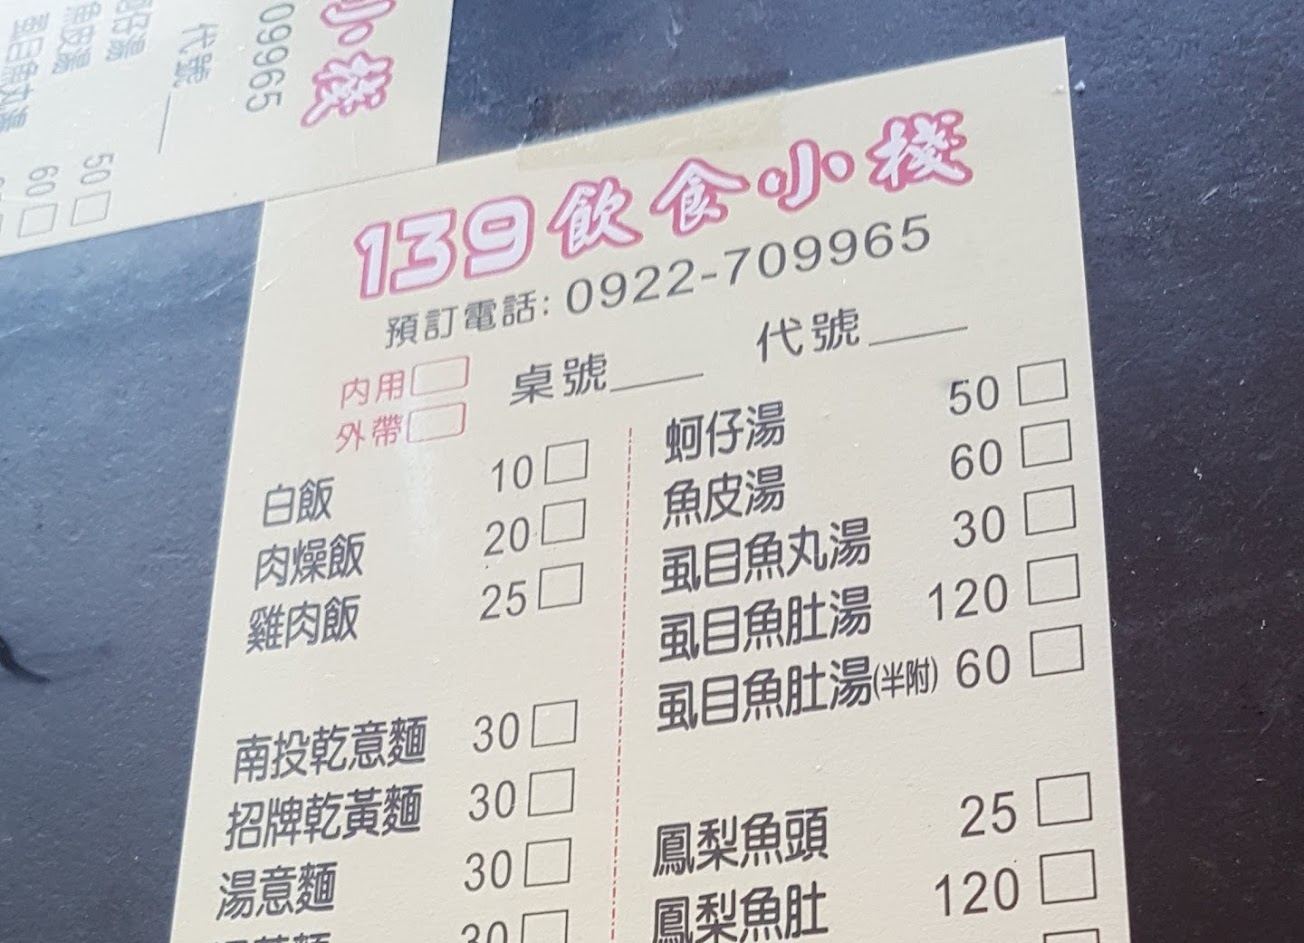 小棧
09965
代號
50
60
139飲食小棧
預訂電話: 0922-709965
內用
外帶
桌號
代號
白飯 10
肉燥飯 20
雞肉飯 25
南投乾意麵 30
招牌乾黃麵 30
湯意麵 30
30
蚵仔湯 50
魚皮湯 60
虱目魚丸湯 30
虱目魚肚湯 120
虱目魚肚湯(半附) 60
鳳梨魚頭 25
鳳梨魚肚 120